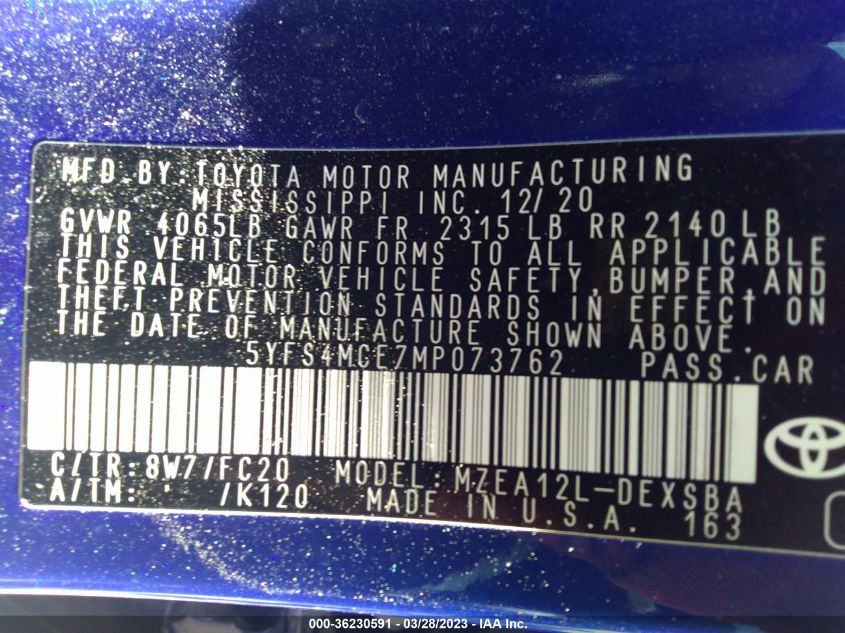 MFD. BY: TOYOTA MOTOR MANUFACTURING
MISSISSIPPI INC. 12/20
GVWR 4065LB GAWR FR 2315 LB RR 2140 LB
THIS VEHICLE CONFORMS TO ALL APPLICABLE
FEDERAL MOTOR VEHICLE SAFETY, BUMPER, AND
THEFT PREVENTION STANDARDS IN EFFECT ON
THE DATE OF MANUFACTURE SHOWN ABOVE.
5YFS4MCE7MP073762 PASS. CAR
C/TR: 8W7/FC20 MODEL: MZEA12L-DEXSBA
A/TM: /K120 MADE IN U.S.A. 163
000-36230591 - 03/28/2023 - IAA Inc.